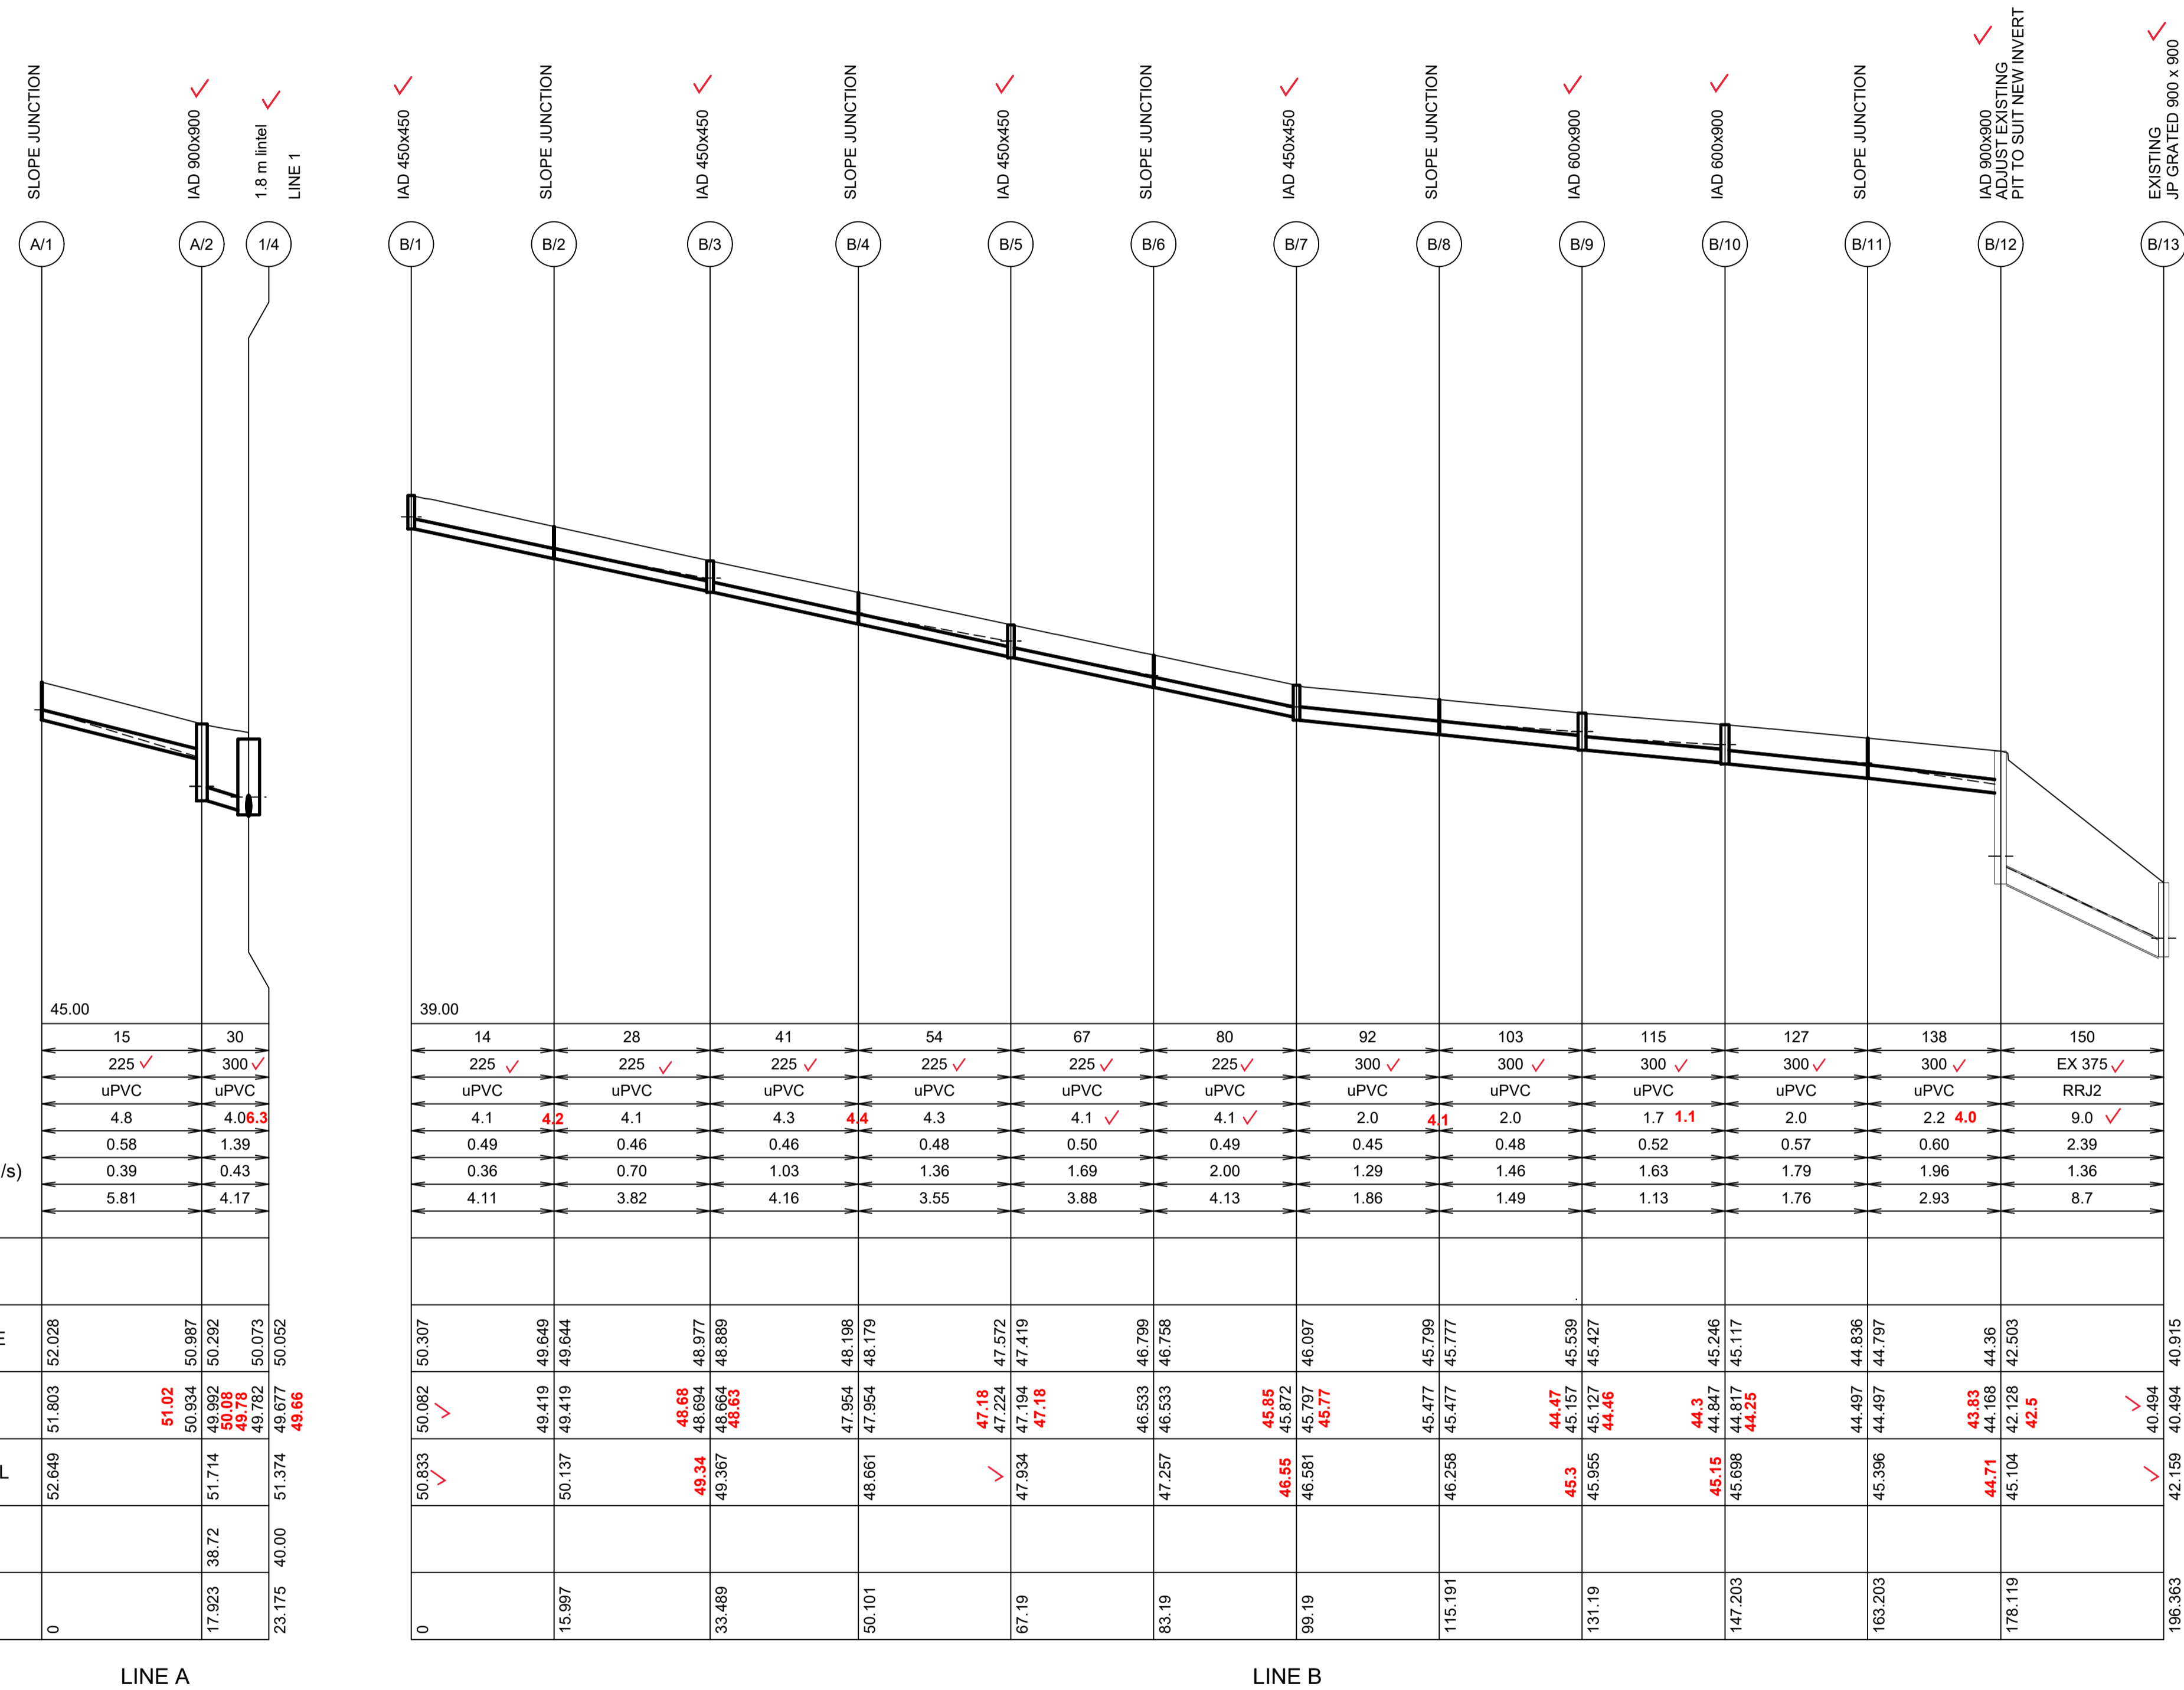 SLOPE JUNCTION
IAD 900x900
1.8 m lintel
LINE 1
IAD 450x450
SLOPE JUNCTION
IAD 450x450
SLOPE JUNCTION
IAD 450x450
SLOPE JUNCTION
IAD 450x450
SLOPE JUNCTION
IAD 600x900
IAD 600x900
SLOPE JUNCTION
IAD 900x900
ADJUST EXISTING
PIT TO SUIT NEW INVERT
EXISTING
JP GRATED 900 x 900
A/1 A/2 1/4 B/1 B/2 B/3 B/4 B/5 B/6 B/7 B/8 B/9 B/10 B/11 B/12 B/13
45.00 39.00
15 30 14 28 41 54 67 80 92 103 115 127 138 150
225 300 225 225 225 225 225 225 300 300 300 300 300 EX 375
uPVC uPVC uPVC uPVC uPVC uPVC uPVC uPVC uPVC uPVC uPVC uPVC uPVC RRJ2
4.8 4.0 6.3 4.1 4.2 4.1 4.3 4.4 4.3 4.1 4.1 2.0 4.1 2.0 1.7 1.1 2.0 2.2 4.0 9.0
0.58 1.39 0.49 0.46 0.46 0.48 0.50 0.49 0.45 0.48 0.52 0.57 0.60 2.39
/s) 0.39 0.43 0.36 0.70 1.03 1.36 1.69 2.00 1.29 1.46 1.63 1.79 1.96 1.36
5.81 4.17 4.11 3.82 4.16 3.55 3.88 4.13 1.86 1.49 1.13 1.76 2.93 8.7
52.028 50.987 50.292 50.073 50.052 50.307 49.649 49.644 48.977 48.889 48.198 48.179 47.572 47.419 46.799 46.758 46.097 45.799 45.777 45.539 45.427 45.246 45.117 44.836 44.797 44.36 42.503 40.915
51.803 51.02 50.934 49.992 50.08 49.78 49.782 49.677 49.66 50.082 49.419 49.419 48.68 48.694 48.664 48.63 47.954 47.954 47.18 47.224 47.194 47.18 46.533 46.533 45.85 45.872 45.797 45.77 45.477 45.477 44.47 45.157 45.127 44.46 44.3 44.847 44.817 44.25 44.497 44.497 43.83 44.168 42.128 42.5 40.494 40.494
L 52.649 51.714 51.374 50.833 50.137 49.34 49.367 48.661 47.934 47.257 46.55 46.581 46.258 45.3 45.955 45.15 45.698 45.396 44.71 45.104 42.159
38.72 40.00
0 17.923 23.175 0 15.997 33.489 50.101 67.19 83.19 99.19 115.191 131.19 147.203 163.203 178.119 196.363
LINE A LINE B